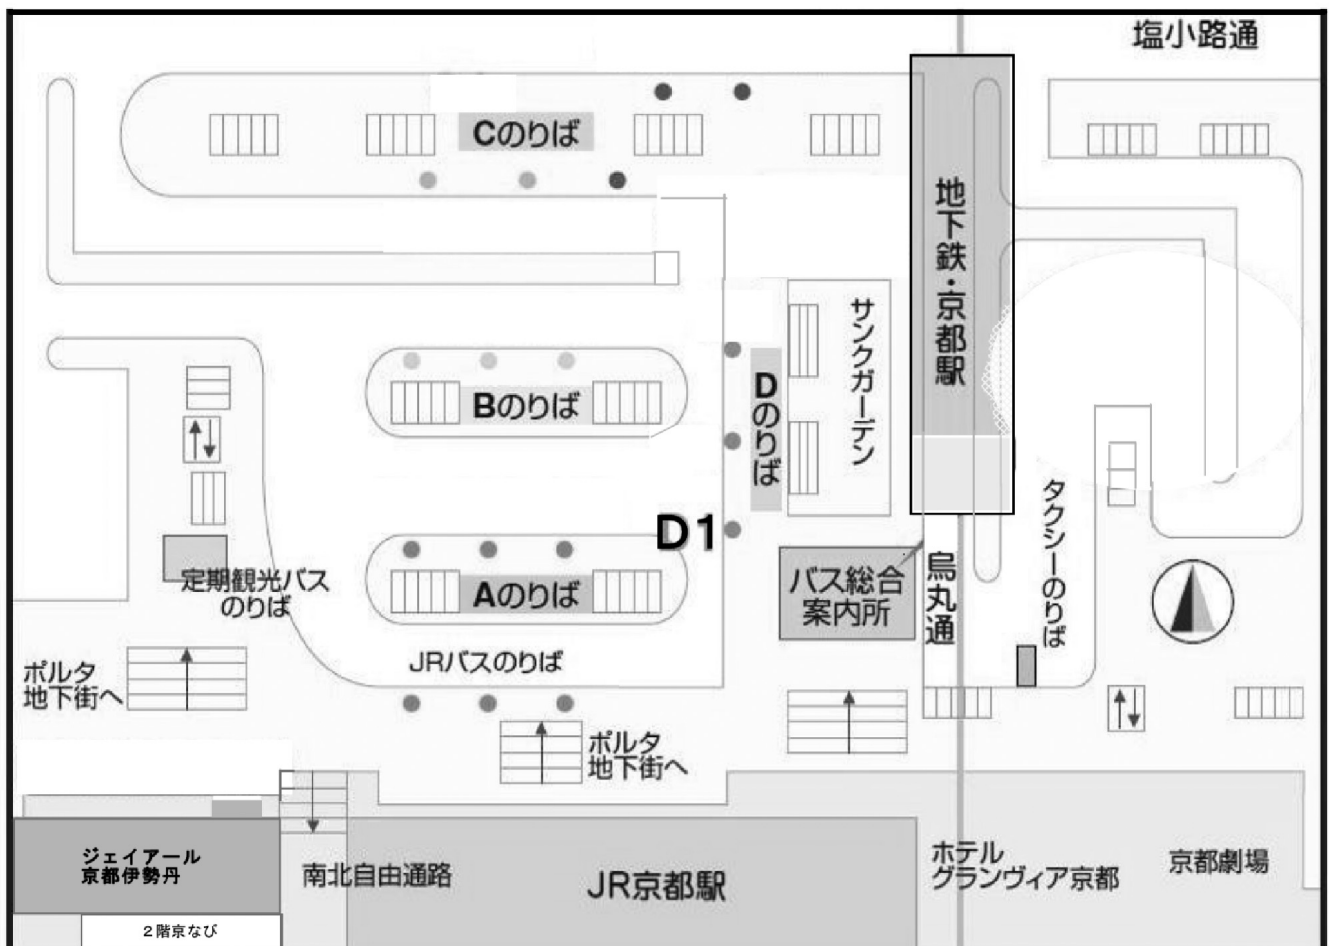 塩小路通
Cのりば
地下鉄・京都駅
サンクガーデン
Dのりば
Bのりば
D1
タクシーのりば
バス総合
案内所
烏丸通
定期観光バス
のりば
Aのりば
JRバスのりば
ポルタ
地下街へ
ポルタ
地下街へ
ジェイアール
京都伊勢丹
南北自由通路
JR京都駅
ホテル
グランヴィア京都
京都劇場
２階京なび